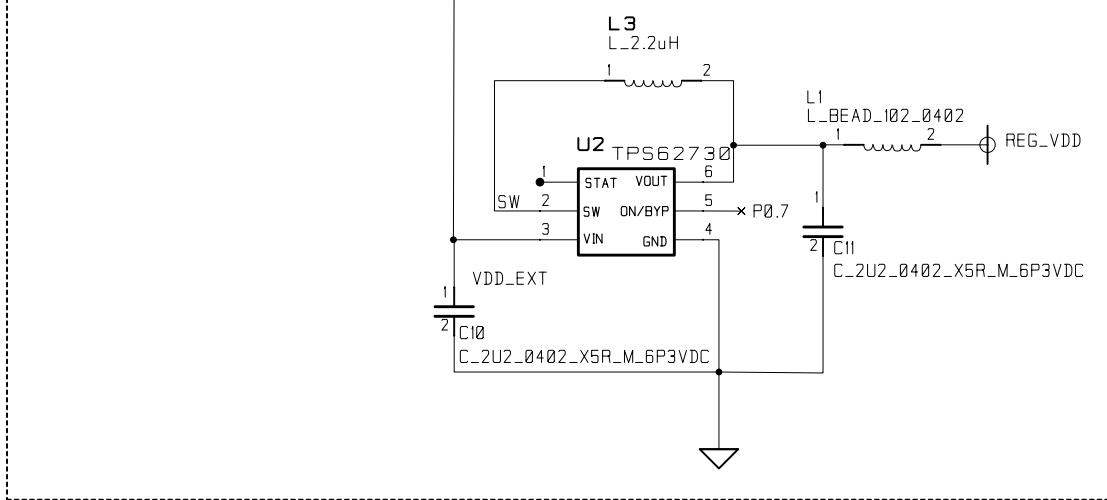 L3
L_2.2uH
1 2
L1
L_BEAD_102_0402
1 2
REG_VDD
U2 TPS62730
1 STAT VOUT 6
SW 2 SW ON/BYP 5 P0.7
3 VIN GND 4
1
2 C11
C_2U2_0402_X5R_M_6P3VDC
VDD_EXT
1
2 C10
C_2U2_0402_X5R_M_6P3VDC